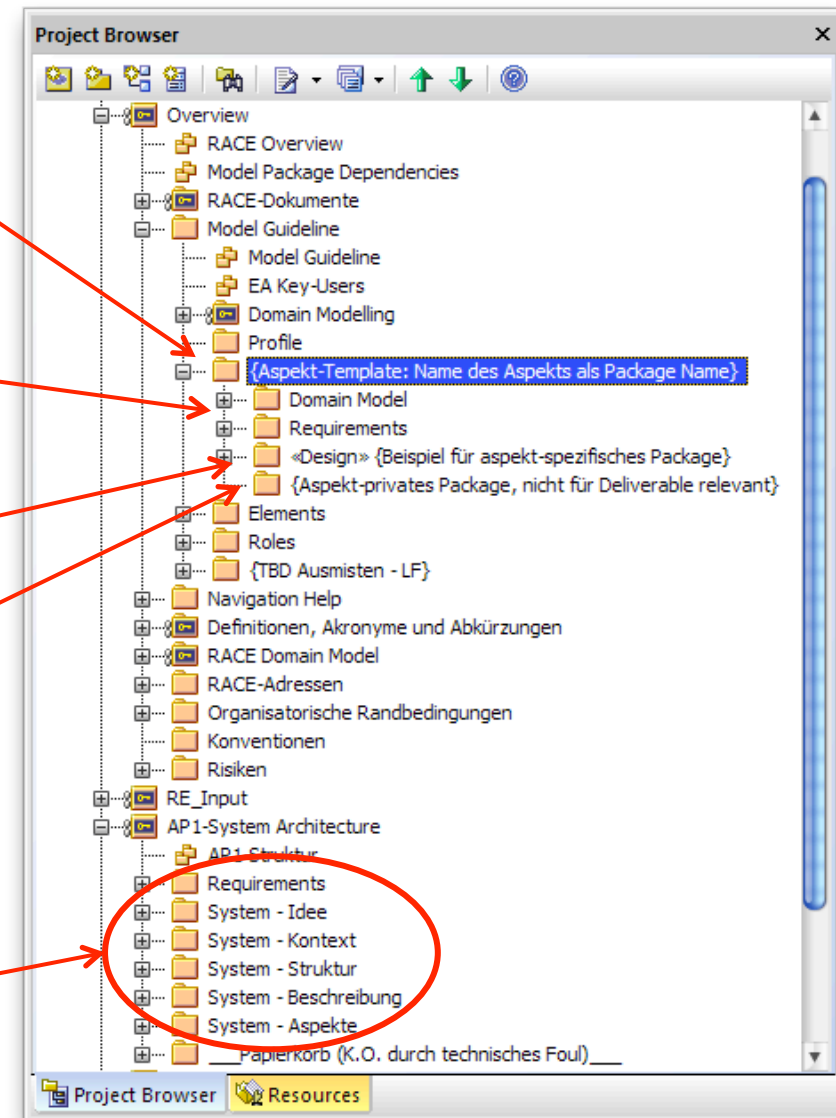 Project Browser
Overview
RACE Overview
Model Package Dependencies
RACE-Dokumente
Model Guideline
Model Guideline
EA Key-Users
Domain Modelling
Profile
{Aspekt-Template: Name des Aspekts als Package Name}
Domain Model
Requirements
«Design» {Beispiel für aspekt-spezifisches Package}
{Aspekt-privates Package, nicht für Deliverable relevant}
Elements
Roles
{TBD Ausmisten - LF}
Navigation Help
Definitionen, Akronyme und Abkürzungen
RACE Domain Model
RACE-Adressen
Organisatorische Randbedingungen
Konventionen
Risiken
RE_Input
AP1-System Architecture
AP1-Struktur
Requirements
System - Idee
System - Kontext
System - Struktur
System - Beschreibung
System - Aspekte
___Papierkorb (K.O. durch technisches Foul)___
Project Browser Resources